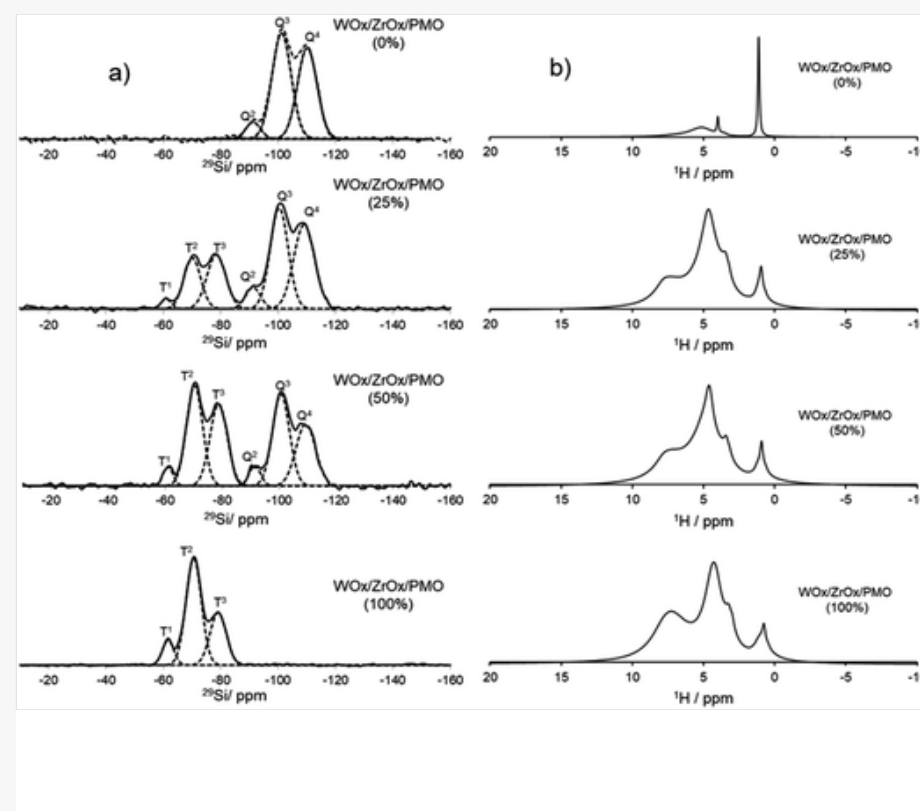 a)
Q²
Q³
Q⁴
WOx/ZrOx/PMO
(0%)
-20 -40 -60 -80 -100 -120 -140 -160
²⁹Si/ ppm
T¹
T²
T³
Q²
Q³
Q⁴
WOx/ZrOx/PMO
(25%)
-20 -40 -60 -80 -100 -120 -140 -160
²⁹Si/ ppm
T¹
T²
T³
Q²
Q³
Q⁴
WOx/ZrOx/PMO
(50%)
-20 -40 -60 -80 -100 -120 -140 -160
²⁹Si/ ppm
T¹
T²
T³
WOx/ZrOx/PMO
(100%)
-20 -40 -60 -80 -100 -120 -140 -160
²⁹Si/ ppm
b)
WOx/ZrOx/PMO
(0%)
20 15 10 5 0 -5 -1
¹H / ppm
WOx/ZrOx/PMO
(25%)
20 15 10 5 0 -5 -1
¹H / ppm
WOx/ZrOx/PMO
(50%)
20 15 10 5 0 -5 -1
¹H / ppm
WOx/ZrOx/PMO
(100%)
20 15 10 5 0 -5 -1
¹H / ppm